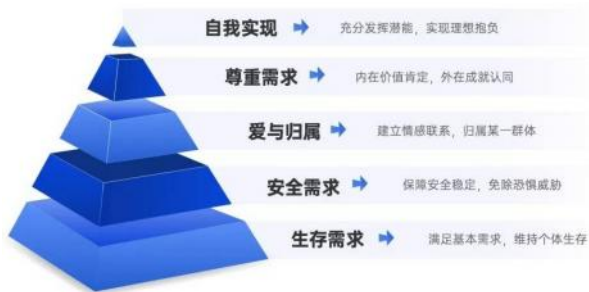 自我实现 充分发挥潜能，实现理想抱负
尊重需求 内在价值肯定，外在成就认同
爱与归属 建立情感联系，归属某一群体
安全需求 保障安全稳定，免除恐惧威胁
生存需求 满足基本需求，维持个体生存